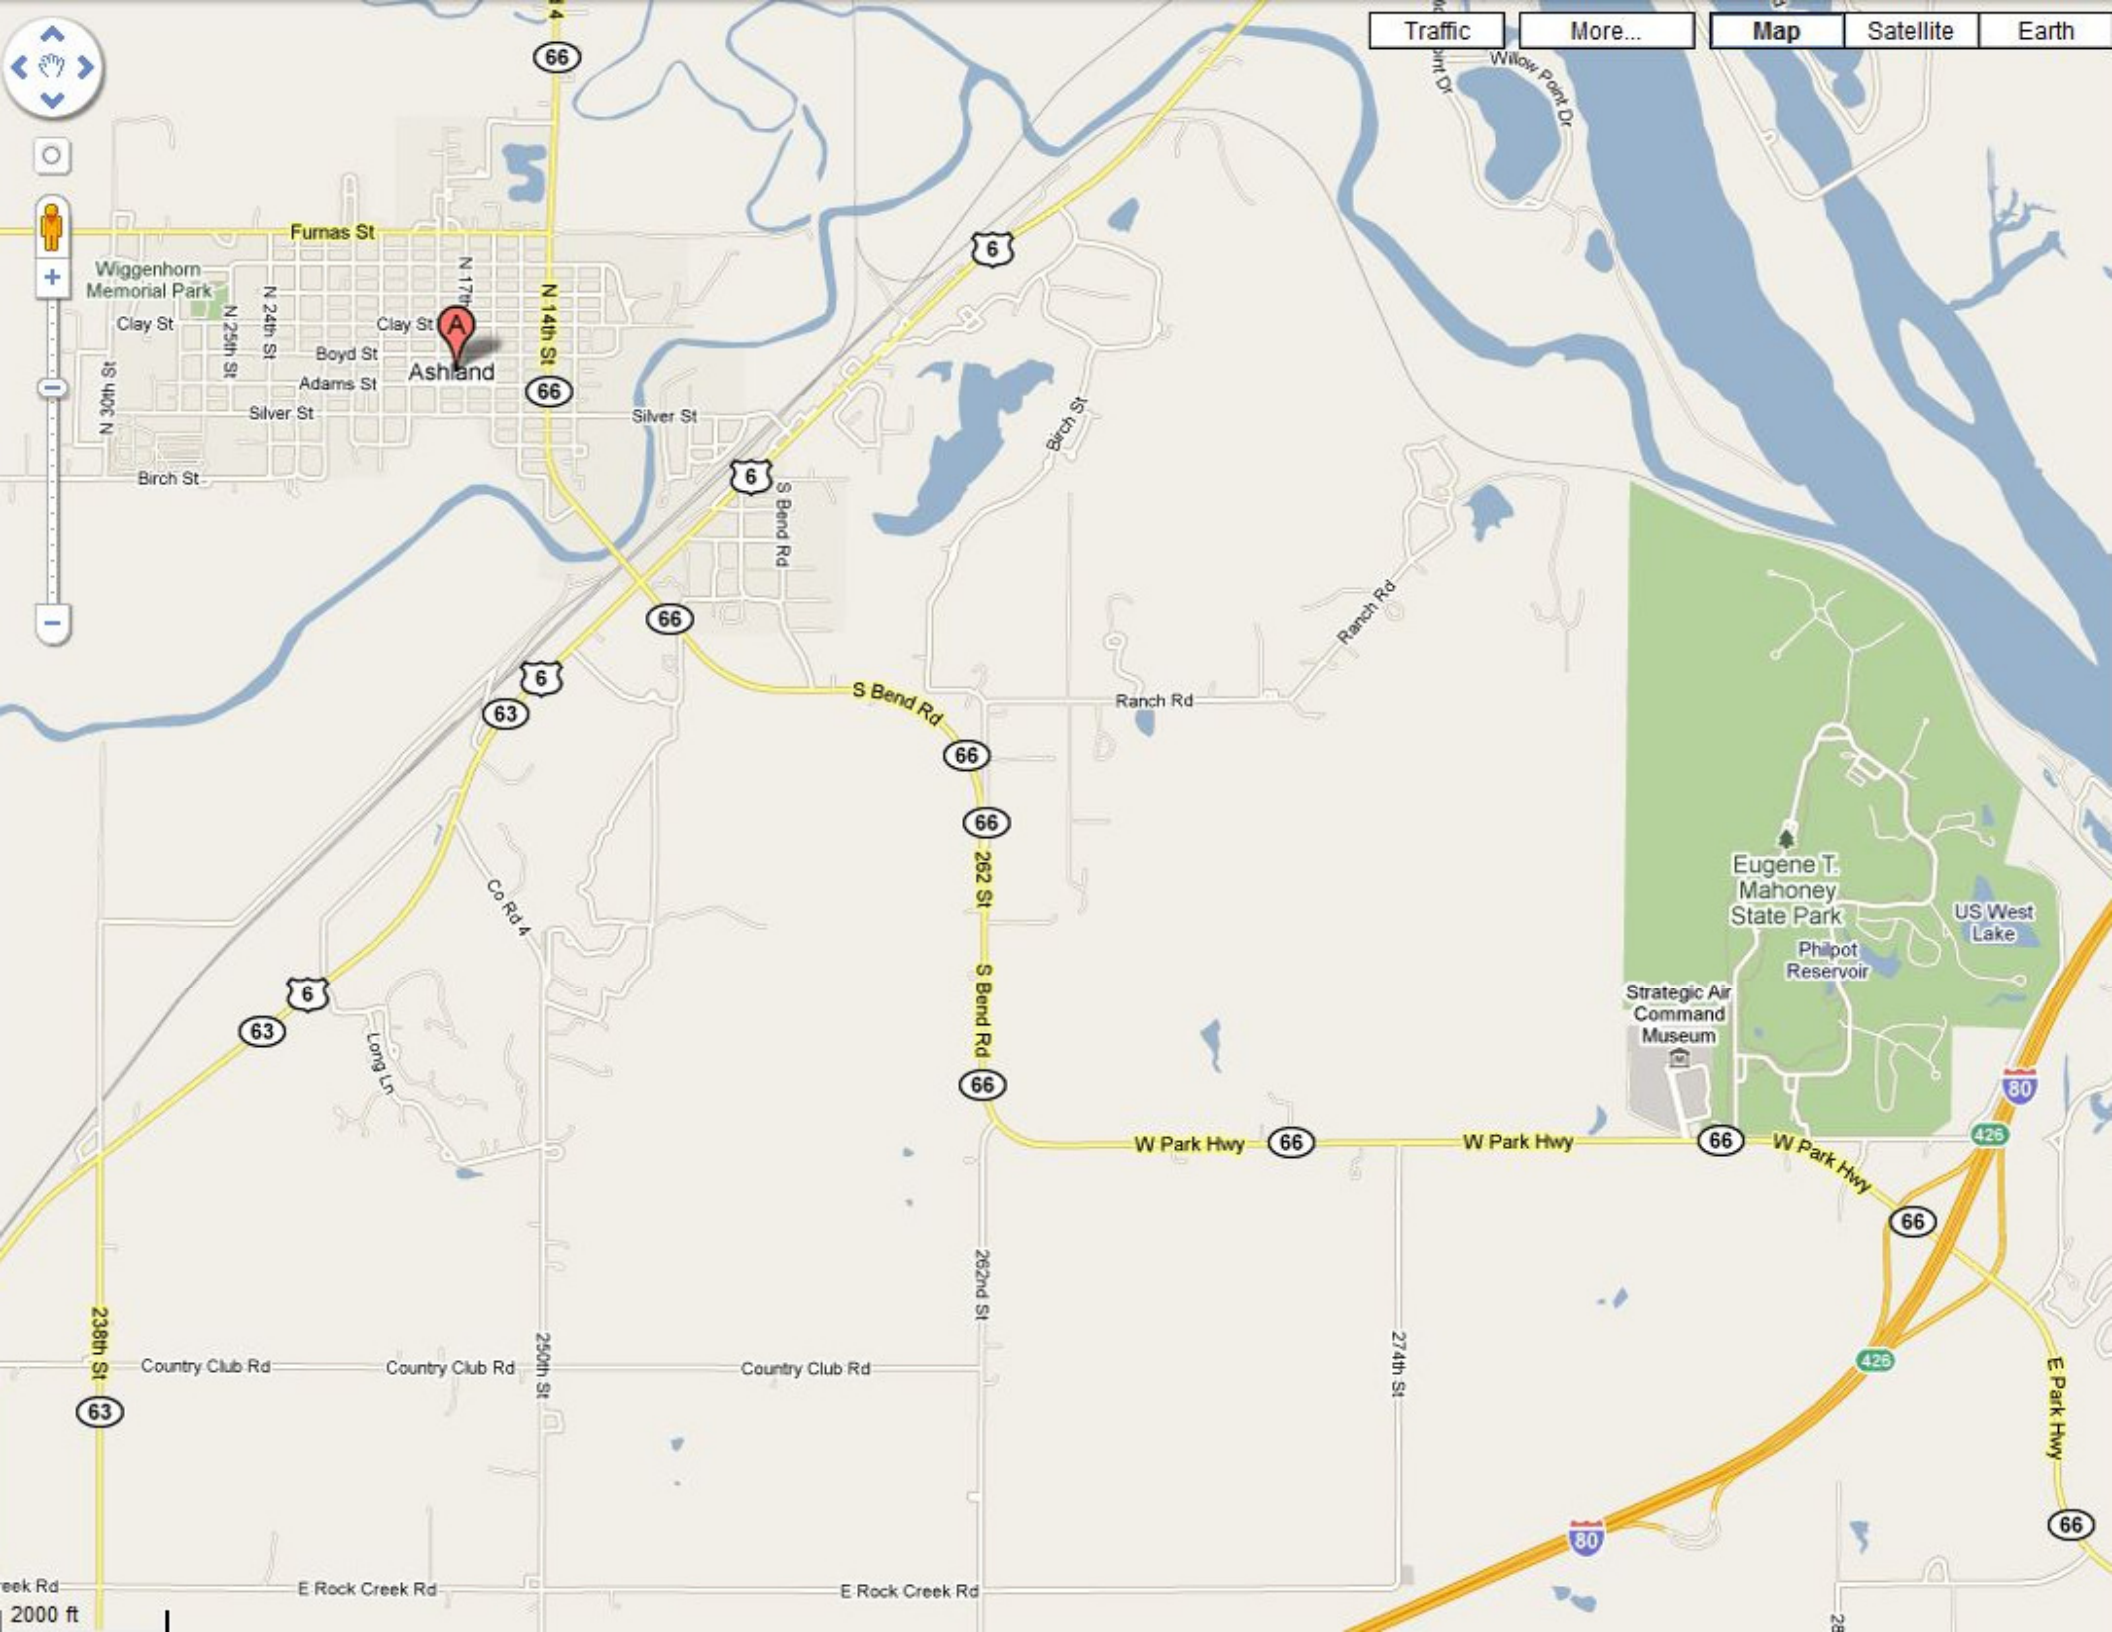 66
Traffic
More...
Map
Satellite
Earth
Willow Point Dr
Furnas St
6
Wiggenhorn
Memorial Park
N 17th
N 14th St
N 24th St
N 25th St
Clay St
Clay St
A
Boyd St
Ashland
Adams St
66
N 30th St
Silver St
Silver St
Birch St
Birch St
6
S Bend Rd
66
Ranch Rd
6
63
S Bend Rd
Ranch Rd
66
66
262 St
Eugene T.
Mahoney
State Park
US West
Lake
Philpot
Reservoir
Co Rd 4
S Bend Rd
Strategic Air
Command
Museum
M
6
63
Long Ln
66
80
W Park Hwy
66
W Park Hwy
66
W Park Hwy
426
66
262nd St
238th St
250th St
274th St
Country Club Rd
Country Club Rd
Country Club Rd
426
E Park Hwy
63
66
80
eek Rd
E Rock Creek Rd
E Rock Creek Rd
2000 ft
28